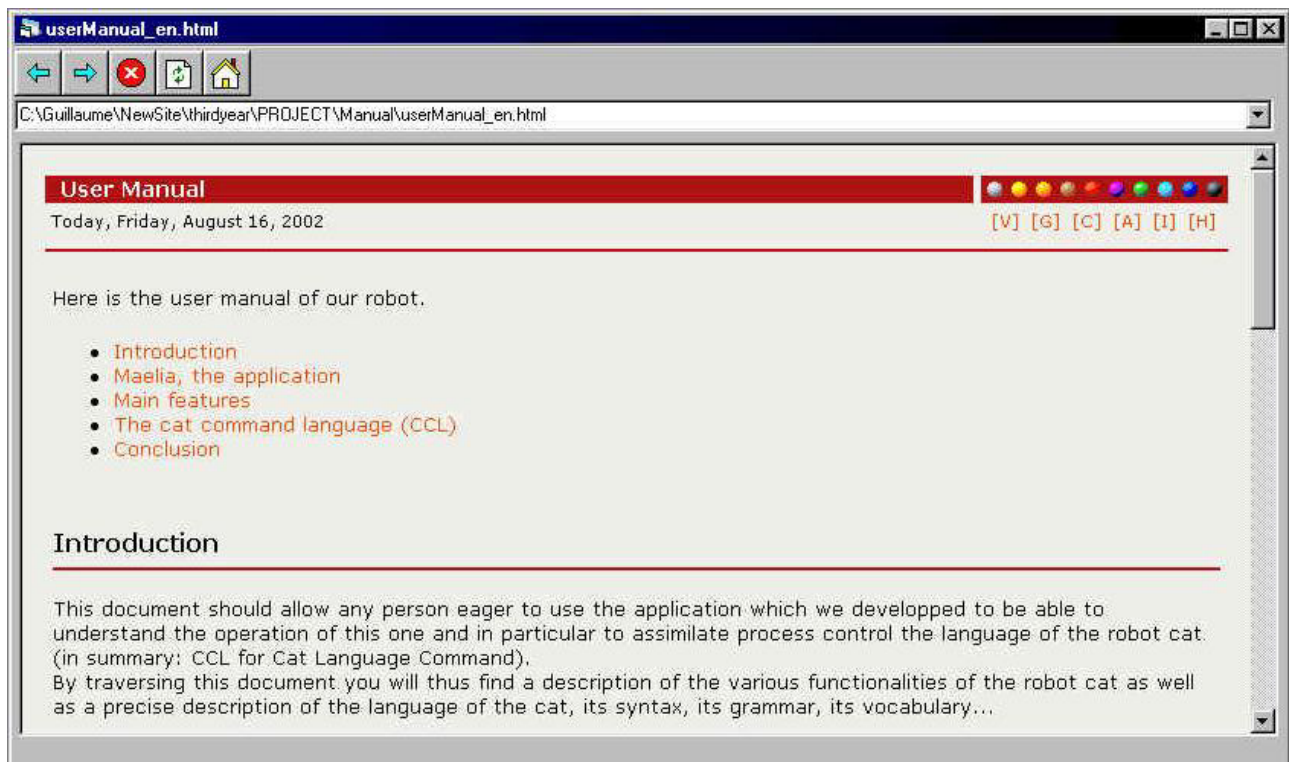 userManual_en.html
C:\Guillaume\NewSite\thirdyear\PROJECT\Manual\userManual_en.html
User Manual
Today, Friday, August 16, 2002
[V] [G] [C] [A] [I] [H]
Here is the user manual of our robot.
Introduction
Maelia, the application
Main features
The cat command language (CCL)
Conclusion
Introduction
This document should allow any person eager to use the application which we developped to be able to
understand the operation of this one and in particular to assimilate process control the language of the robot cat
(in summary: CCL for Cat Language Command).
By traversing this document you will thus find a description of the various functionalities of the robot cat as well
as a precise description of the language of the cat, its syntax, its grammar, its vocabulary...